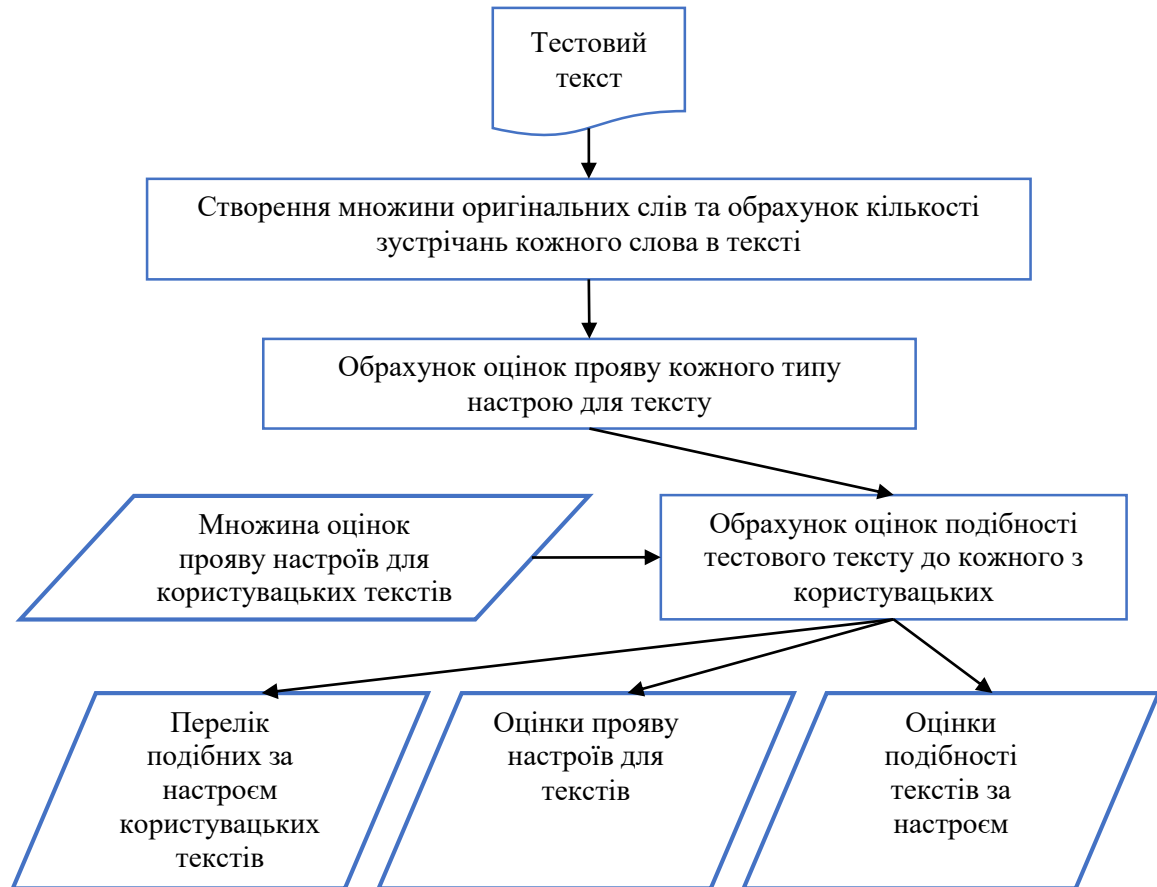 Тестовий
текст
Створення множини оригінальних слів та обрахунок кількості
зустрічань кожного слова в тексті
Обрахунок оцінок прояву кожного типу
настрою для тексту
Множина оцінок
прояву настроїв для
користувацьких текстів
Обрахунок оцінок подібності
тестового тексту до кожного з
користувацьких
Перелік
подібних за
настроєм
користувацьких
текстів
Оцінки прояву
настроїв для
текстів
Оцінки
подібності
текстів за
настроєм